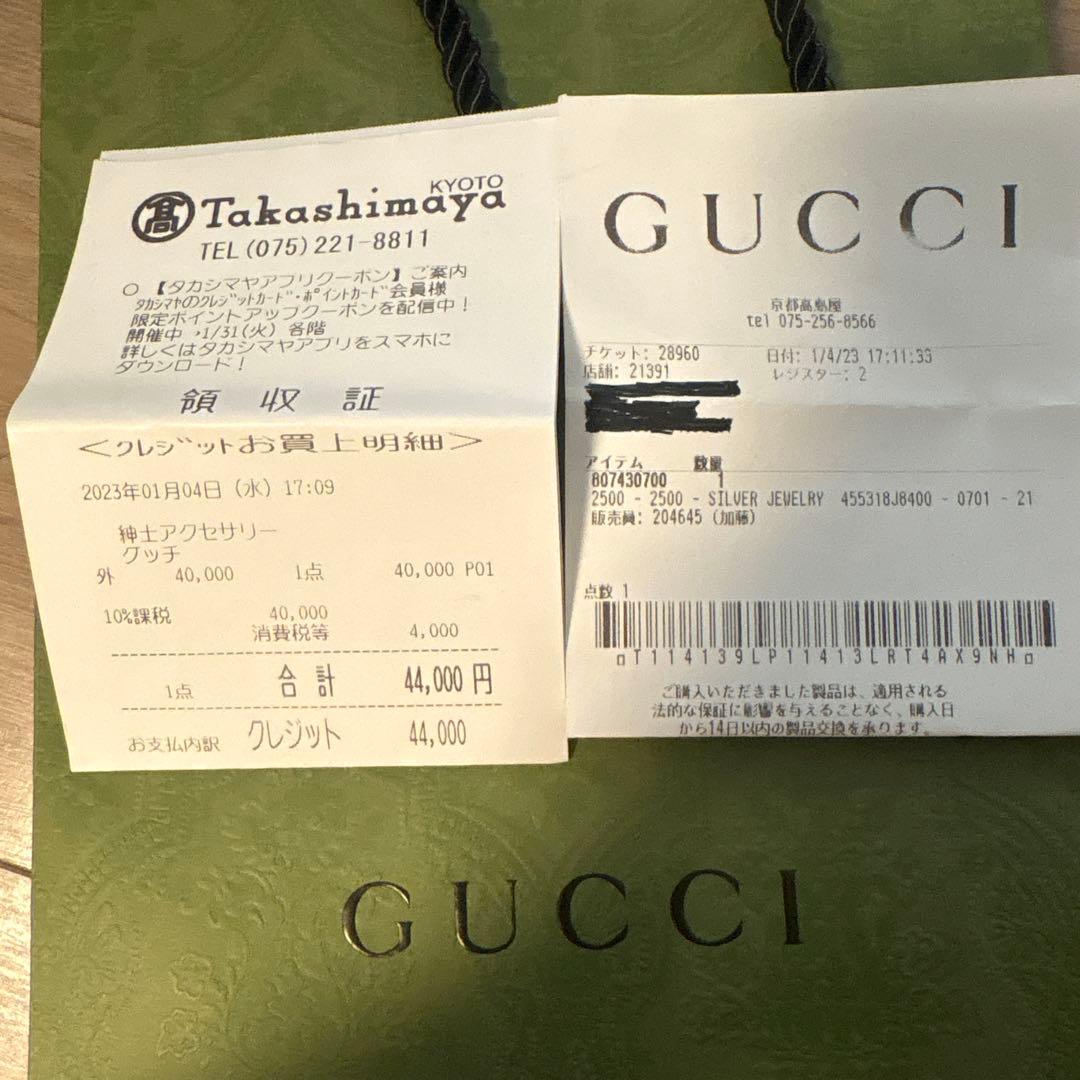 髙 Takashimaya KYOTO
TEL (075) 221-8811
○【タカシマヤアプリクーポン】ご案内
タカシマヤのクレジットカード・ポイントカード会員様
限定ポイントアップクーポンを配信中！
開催中→1/31(火) 各階
詳しくはタカシマヤアプリをスマホに
ダウンロード！
領 収 証
＜クレジットお買上明細＞
2023年01月04日（水）17:09
紳士アクセサリー
グッチ
外 40,000 1点 40,000 P01
10%課税 40,000
消費税等 4,000
1点 合 計 44,000 円
お支払内訳 クレジット 44,000
GUCCI
京都高島屋
tel 075-256-8566
チケット: 28960 日付: 1/4/23 17:11:33
店舗: 21391 レジスター: 2
アイテム 数量
807430700 1
2500 - 2500 - SILVER JEWELRY 455318J8400 - 0701 - 21
販売員: 204645 (加藤)
点数 1
T114139LP11413LRT4AX9NH
ご購入いただきました製品は、適用される
法的な保証に影響を与えることなく、購入日
から14日以内の製品交換を承ります。
GUCCI